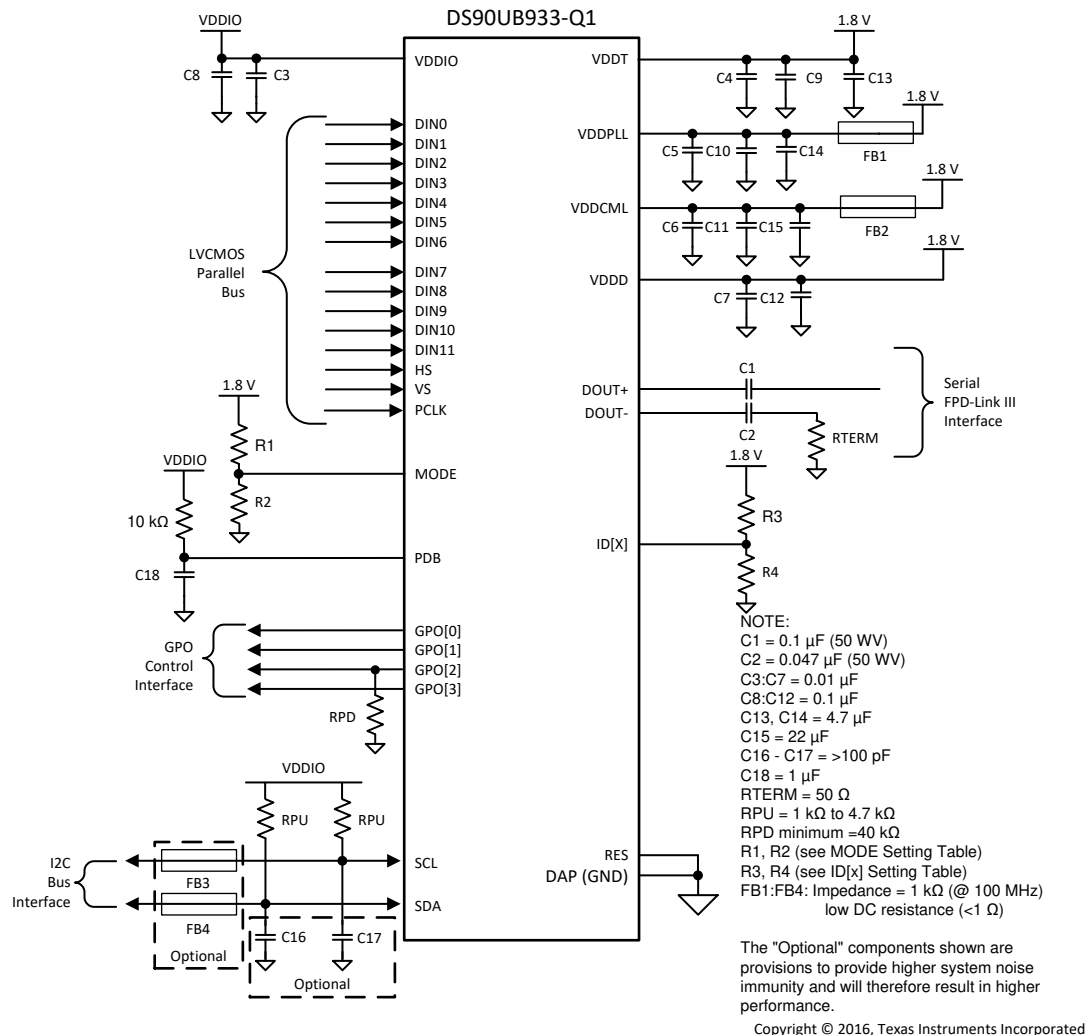 DS90UB933-Q1
VDDIO
C8
C3
VDDIO
LVCMOS
Parallel
Bus
DIN0
DIN1
DIN2
DIN3
DIN4
DIN5
DIN6
DIN7
DIN8
DIN9
DIN10
DIN11
HS
VS
PCLK
1.8 V
R1
R2
MODE
VDDIO
10 kΩ
C18
PDB
GPO
Control
Interface
GPO[0]
GPO[1]
GPO[2]
GPO[3]
RPD
VDDIO
RPU
RPU
I2C
Bus
Interface
FB3
FB4
Optional
SCL
SDA
C16
C17
Optional
1.8 V
VDDT
C4
C9
C13
1.8 V
VDDPLL
C5
C10
C14
FB1
1.8 V
VDDCML
C6
C11
C15
FB2
1.8 V
VDDD
C7
C12
DOUT+
DOUT-
C1
C2
RTERM
Serial
FPD-Link III
Interface
1.8 V
R3
ID[X]
R4
RES
DAP (GND)
NOTE:
C1 = 0.1 µF (50 WV)
C2 = 0.047 µF (50 WV)
C3:C7 = 0.01 µF
C8:C12 = 0.1 µF
C13, C14 = 4.7 µF
C15 = 22 µF
C16 - C17 = >100 pF
C18 = 1 µF
RTERM = 50 Ω
RPU = 1 kΩ to 4.7 kΩ
RPD minimum =40 kΩ
R1, R2 (see MODE Setting Table)
R3, R4 (see ID[x] Setting Table)
FB1:FB4: Impedance = 1 kΩ (@ 100 MHz)
low DC resistance (<1 Ω)
The "Optional" components shown are
provisions to provide higher system noise
immunity and will therefore result in higher
performance.
Copyright © 2016, Texas Instruments Incorporated